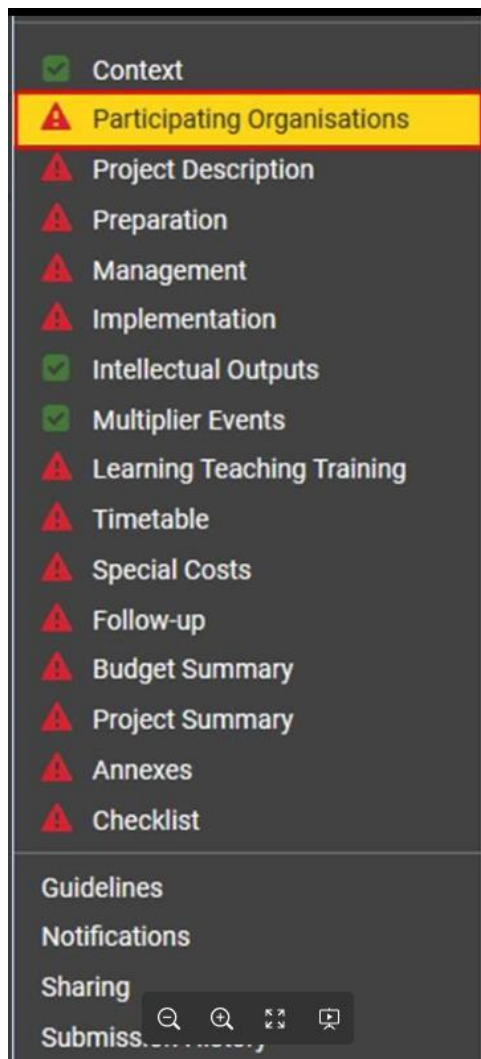 Context
Participating Organisations
Project Description
Preparation
Management
Implementation
Intellectual Outputs
Multiplier Events
Learning Teaching Training
Timetable
Special Costs
Follow-up
Budget Summary
Project Summary
Annexes
Checklist
Guidelines
Notifications
Sharing